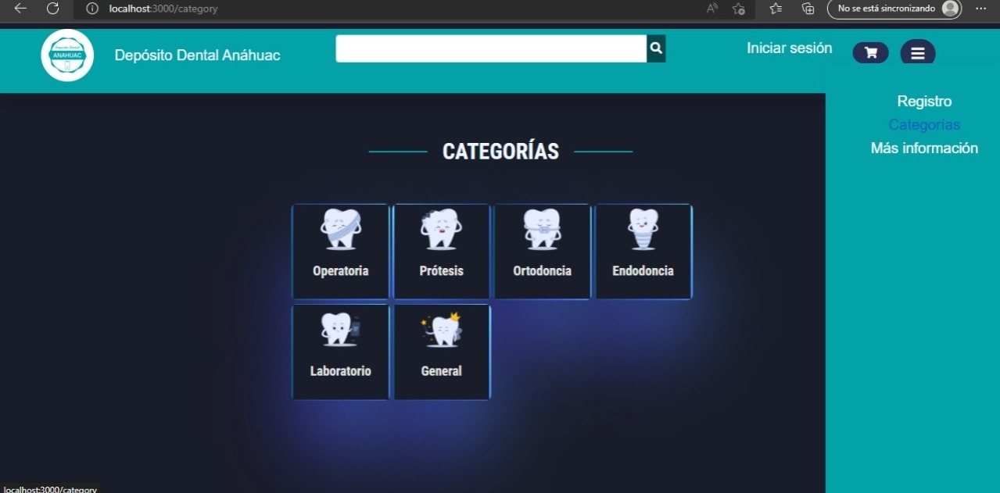 localhost:3000/category
No se está sincronizando
Depósito Dental
ANAHUAC
Depósito Dental Anáhuac
Iniciar sesión
Registro
Categorías
Más información
CATEGORÍAS
Operatoria
Prótesis
Ortodoncia
Endodoncia
Laboratorio
General
localhost:3000/category